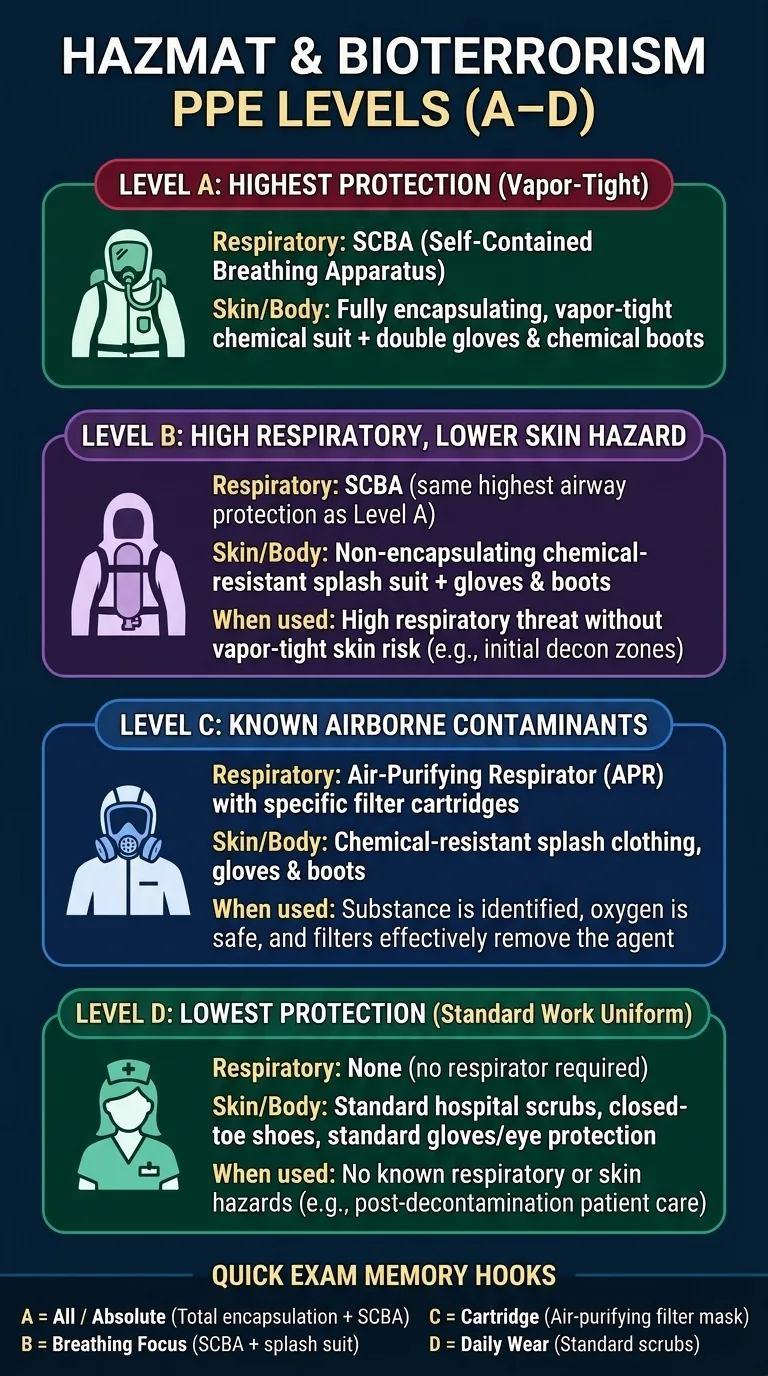 HAZMAT & BIOTERRORISM
PPE LEVELS (A–D)
LEVEL A: HIGHEST PROTECTION (Vapor-Tight)
Respiratory: SCBA (Self-Contained
Breathing Apparatus)
Skin/Body: Fully encapsulating, vapor-tight
chemical suit + double gloves & chemical boots
LEVEL B: HIGH RESPIRATORY, LOWER SKIN HAZARD
Respiratory: SCBA (same highest airway
protection as Level A)
Skin/Body: Non-encapsulating chemical-
resistant splash suit + gloves & boots
When used: High respiratory threat without
vapor-tight skin risk (e.g., initial decon zones)
LEVEL C: KNOWN AIRBORNE CONTAMINANTS
Respiratory: Air-Purifying Respirator (APR)
with specific filter cartridges
Skin/Body: Chemical-resistant splash clothing,
gloves & boots
When used: Substance is identified, oxygen is
safe, and filters effectively remove the agent
LEVEL D: LOWEST PROTECTION (Standard Work Uniform)
Respiratory: None (no respirator required)
Skin/Body: Standard hospital scrubs, closed-
toe shoes, standard gloves/eye protection
When used: No known respiratory or skin
hazards (e.g., post-decontamination patient care)
QUICK EXAM MEMORY HOOKS
A = All / Absolute (Total encapsulation + SCBA)
B = Breathing Focus (SCBA + splash suit)
C = Cartridge (Air-purifying filter mask)
D = Daily Wear (Standard scrubs)